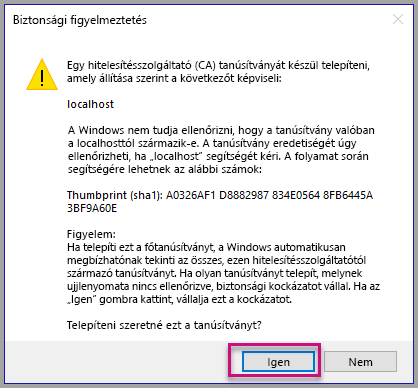 Biztonsági figyelmeztetés
Egy hitelesítésszolgáltató (CA) tanúsítványát készül telepíteni,
amely állítása szerint a következőt képviseli:
localhost
A Windows nem tudja ellenőrizni, hogy a tanúsítvány valóban
a localhosttól származik-e. A tanúsítvány eredetiségét úgy
ellenőrizheti, ha „localhost” segítségét kéri. A folyamat során
segítségére lehetnek az alábbi számok:
Thumbprint (sha1): A0326AF1 D8882987 834E0564 8FB6445A
3BF9A60E
Figyelem:
Ha telepíti ezt a főtanúsítványt, a Windows automatikusan
megbízhatónak tekinti az összes, ezen hitelesítésszolgáltatótól
származó tanúsítványt. Ha olyan tanúsítványt telepít, melynek
ujjlenyomata nincs ellenőrizve, biztonsági kockázatot vállal. Ha az
„Igen” gombra kattint, vállalja ezt a kockázatot.
Telepíteni szeretné ezt a tanúsítványt?
Igen
Nem